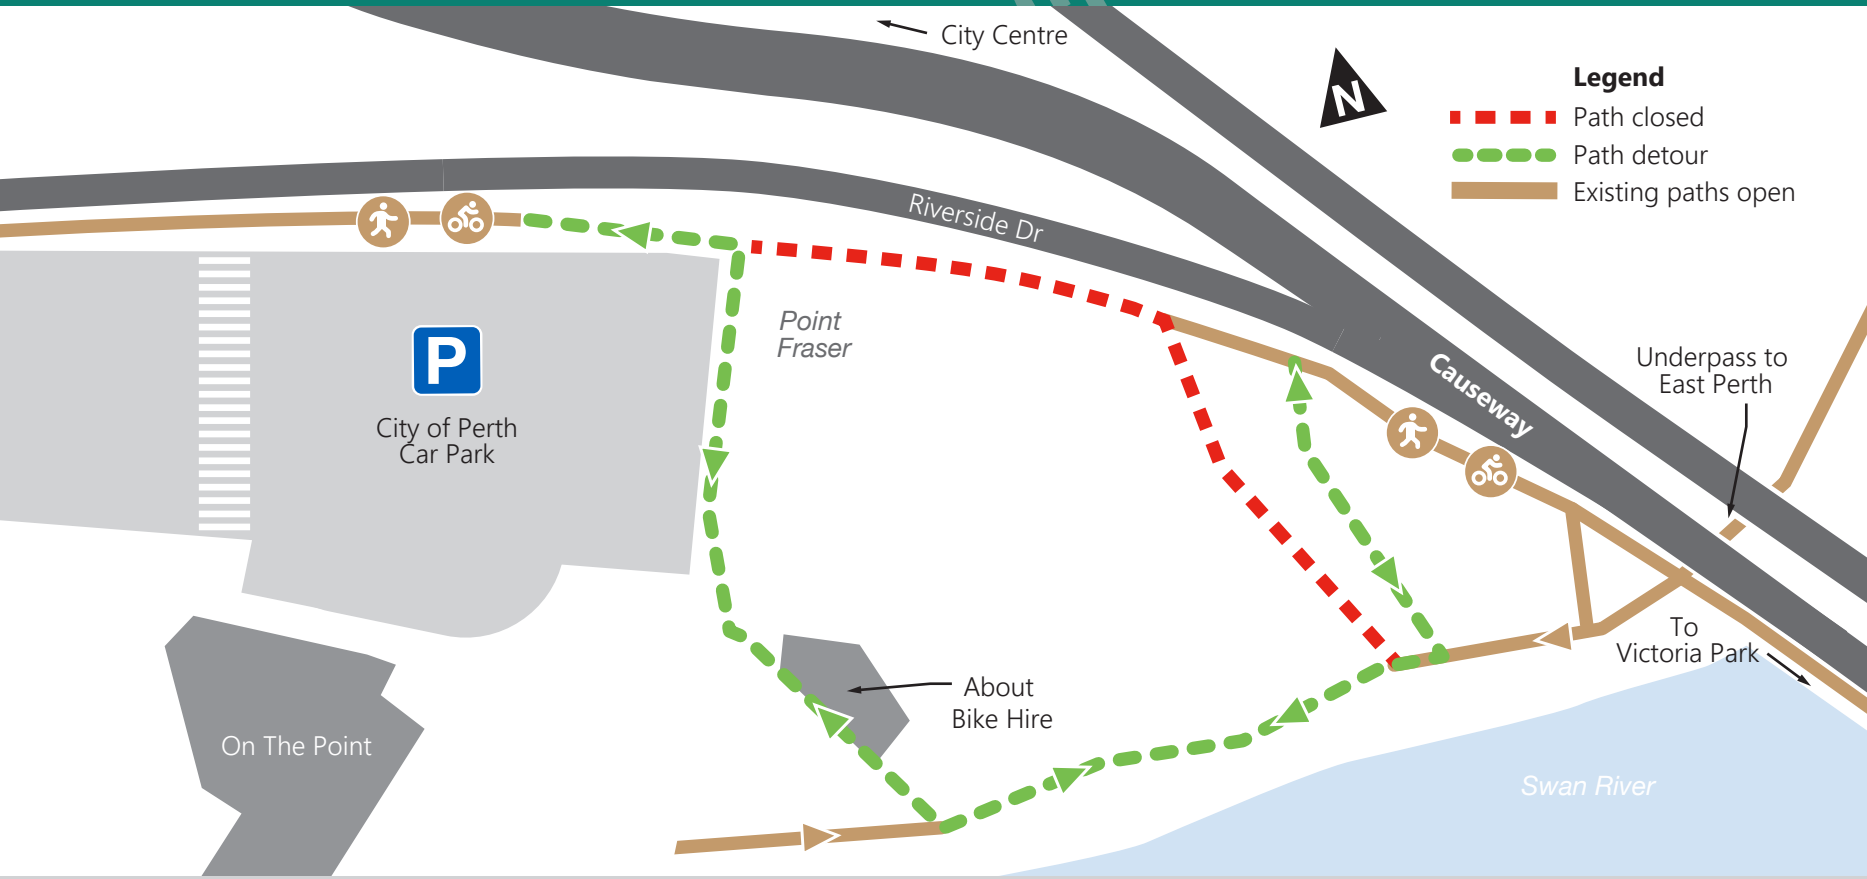 City Centre
N
Legend
Path closed
Path detour
Existing paths open
Riverside Dr
Point
Fraser
P
City of Perth
Car Park
Causeway
Underpass to
East Perth
To
Victoria Park
About
Bike Hire
On The Point
Swan River